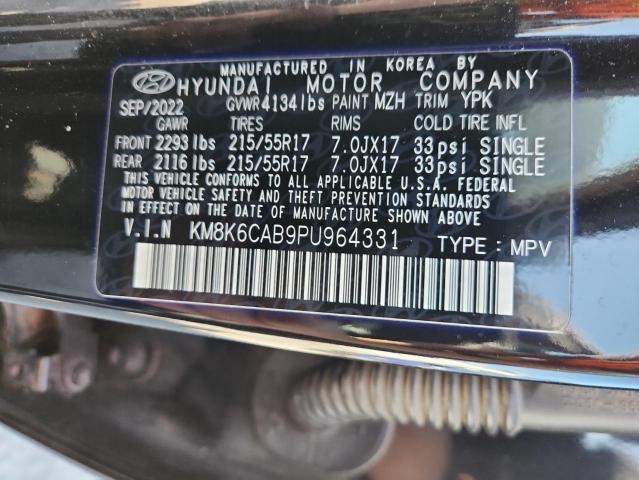 MANUFACTURED IN KOREA BY
HYUNDAI MOTOR COMPANY
SEP/2022 GVWR 4134lbs PAINT MZH TRIM YPK
GAWR TIRES RIMS COLD TIRE INFL
FRONT 2293 lbs 215/55R17 7.0JX17 33psi SINGLE
REAR 2116 lbs 215/55R17 7.0JX17 33psi SINGLE
THIS VEHICLE CONFORMS TO ALL APPLICABLE U.S.A. FEDERAL
MOTOR VEHICLE SAFETY AND THEFT PREVENTION STANDARDS
IN EFFECT ON THE DATE OF MANUFACTURE SHOWN ABOVE.
V.I.N KM8K6CAB9PU964331 TYPE : MPV